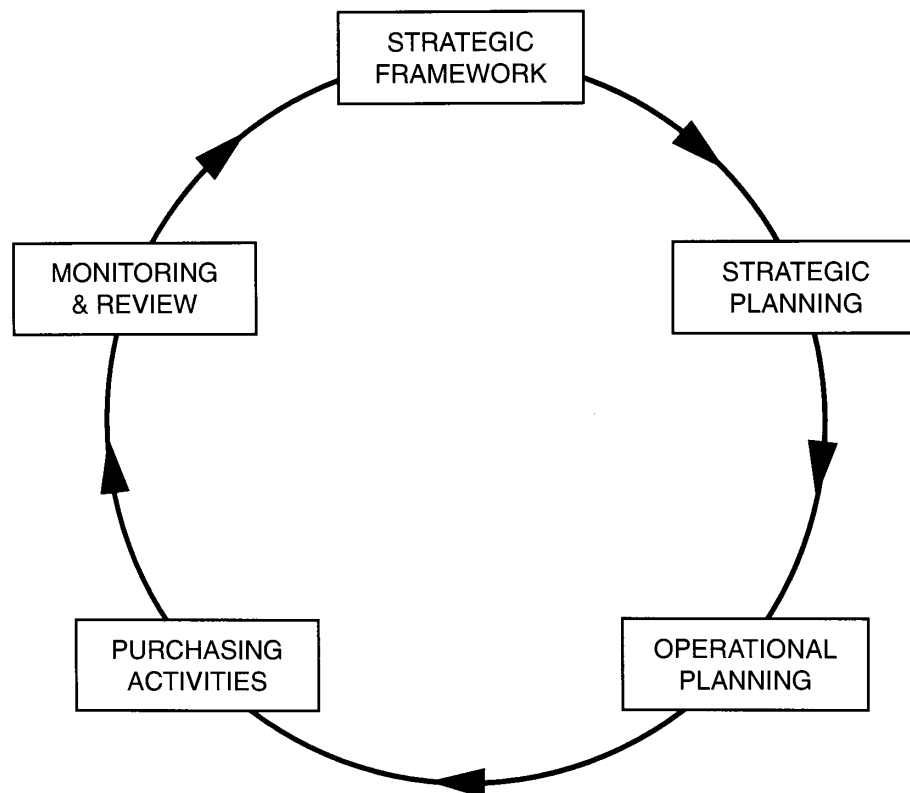 STRATEGIC
FRAMEWORK
STRATEGIC
PLANNING
OPERATIONAL
PLANNING
PURCHASING
ACTIVITIES
MONITORING
& REVIEW